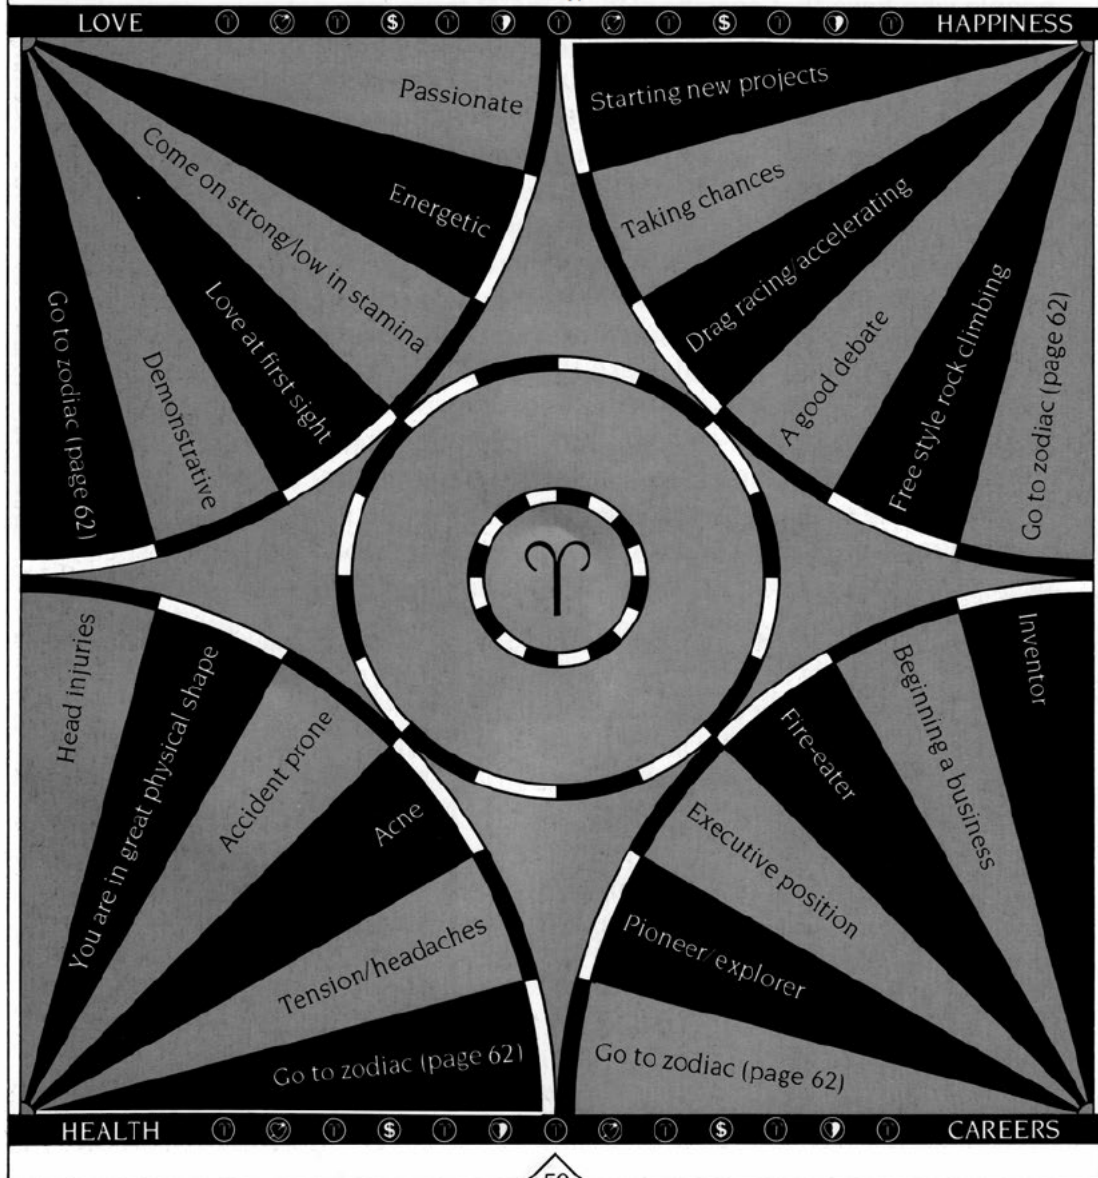 LOVE
HAPPINESS
Passionate
Energetic
Come on strong/low in stamina
Love at first sight
Demonstrative
Go to zodiac (page 62)
Starting new projects
Taking chances
Drag racing/accelerating
A good debate
Free style rock climbing
Go to zodiac (page 62)
Head injuries
You are in great physical shape
Accident prone
Acne
Tension/headaches
Go to zodiac (page 62)
Inventor
Beginning a business
Fire-eater
Executive position
Pioneer/explorer
Go to zodiac (page 62)
HEALTH
CAREERS